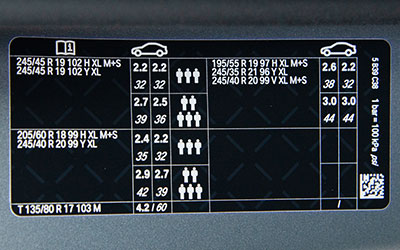 245/45 R 19 102 H XL M+S
245/45 R 19 102 Y XL
2.2 2.2
32 32
2.7 2.5
39 36
205/60 R 18 99 H XL M+S
245/40 R 20 99 Y XL
2.4 2.2
35 32
2.9 2.7
42 39
T 135/80 R 17 103 M
4.2 / 60
195/55 R 19 97 H XL M+S
245/35 R 21 96 Y XL
245/40 R 20 99 V XL M+S
2.6 2.2
38 32
3.0 3.0
44 44
/
5 839 C38
1 bar = 100 kPa psi